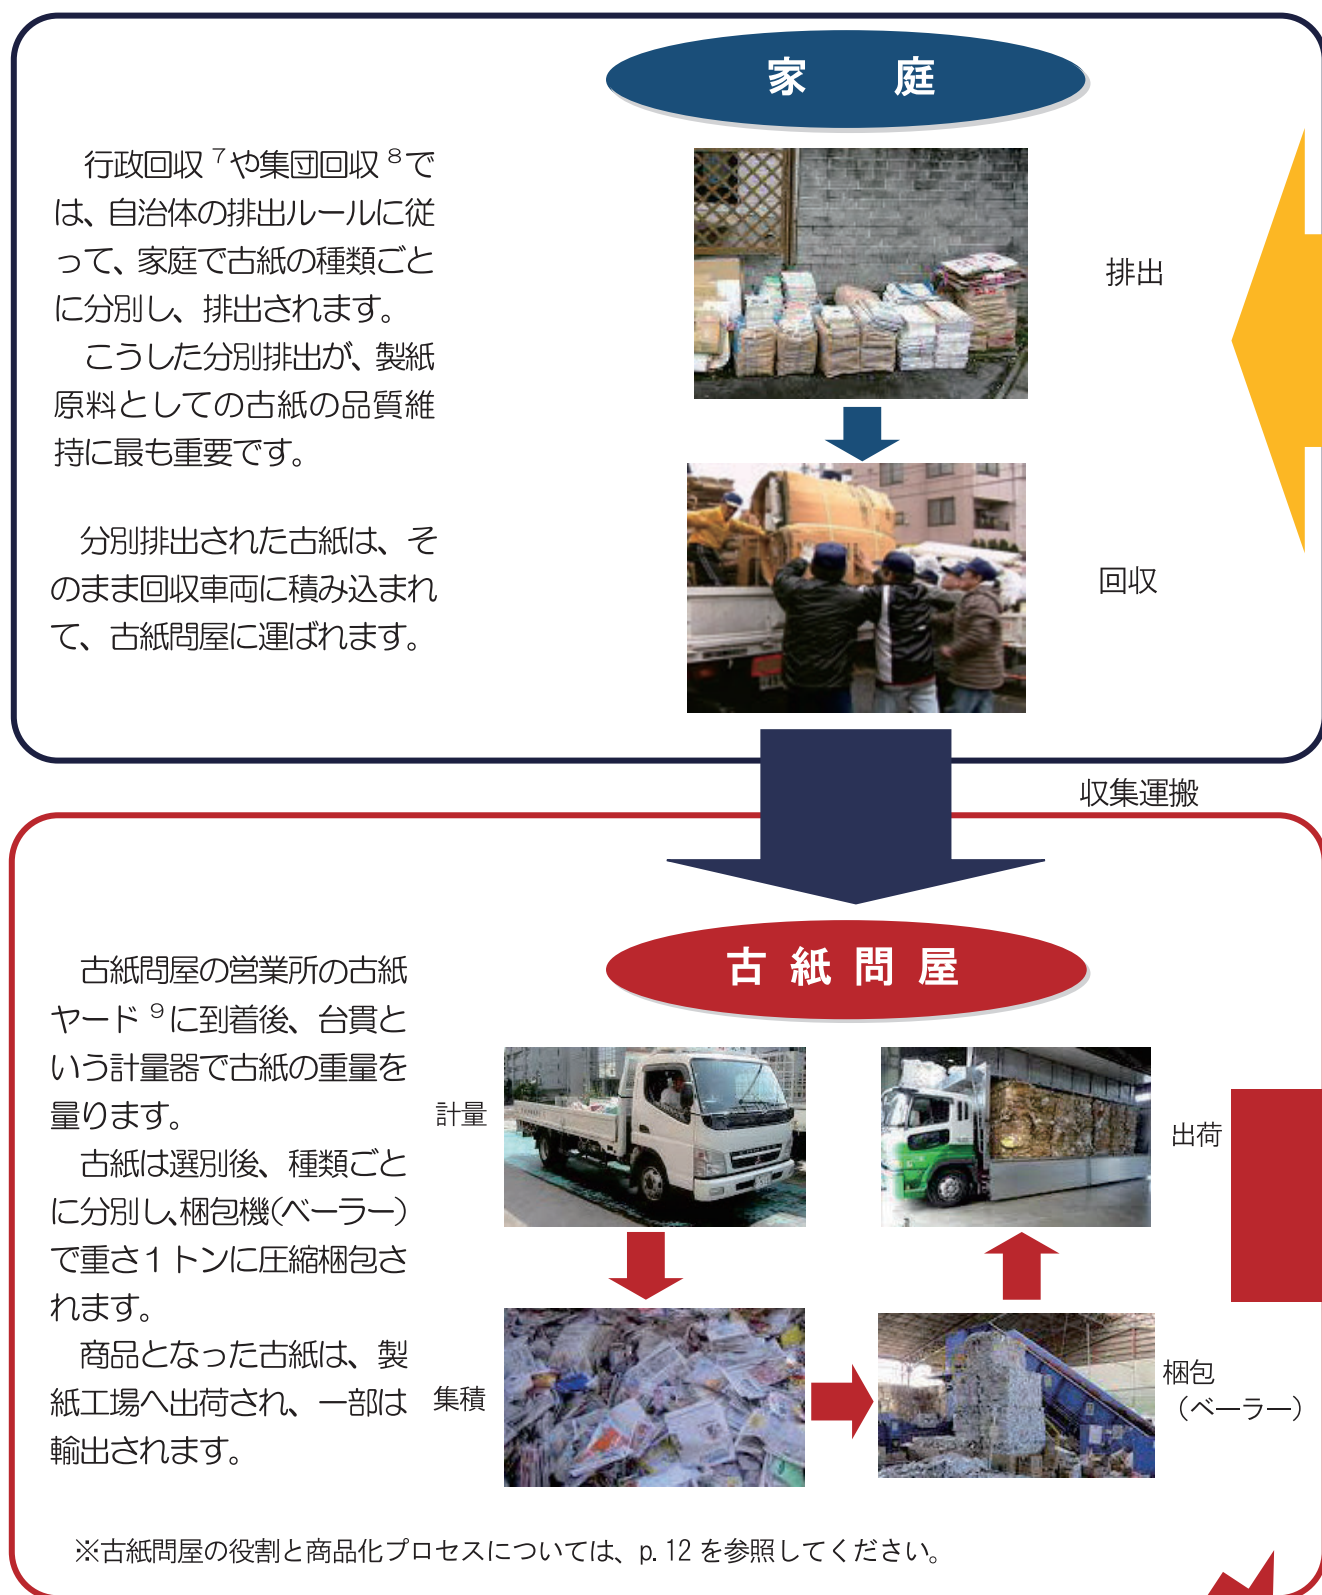 家　庭
行政回収7や集団回収8で
は、自治体の排出ルールに従
って、家庭で古紙の種類ごと
に分別し、排出されます。
こうした分別排出が、製紙
原料としての古紙の品質維
持に最も重要です。
分別排出された古紙は、そ
のまま回収車両に積み込まれ
て、古紙問屋に運ばれます。
排出
回収
収集運搬
古紙問屋
古紙問屋の営業所の古紙
ヤード9に到着後、台貫と
いう計量器で古紙の重量を
量ります。
古紙は選別後、種類ごと
に分別し、梱包機(ベーラー)
で重さ1トンに圧縮梱包さ
れます。
商品となった古紙は、製
紙工場へ出荷され、一部は
輸出されます。
計量
集積
梱包
（ベーラー）
出荷
※古紙問屋の役割と商品化プロセスについては、p.12を参照してください。